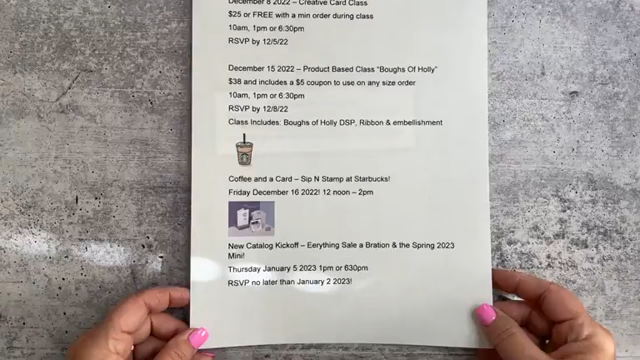 December 8 2022 – Creative Card Class
$25 or FREE with a min order during class
10am, 1pm or 6:30pm
RSVP by 12/5/22
December 15 2022 – Product Based Class "Boughs Of Holly"
$38 and includes a $5 coupon to use on any size order
10am, 1pm or 6:30pm
RSVP by 12/8/22
Class Includes: Boughs of Holly DSP, Ribbon & embellishment
Coffee and a Card – Sip N Stamp at Starbucks!
Friday December 16 2022! 12 noon – 2pm
New Catalog Kickoff – Eerything Sale a Bration & the Spring 2023
Mini!
Thursday January 5 2023 1pm or 630pm
RSVP no later than January 2 2023!